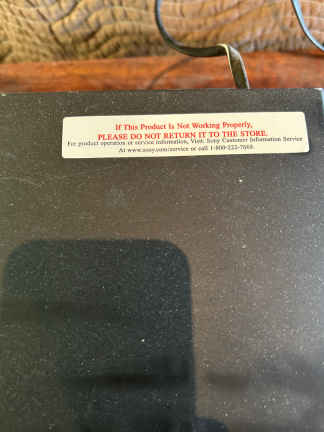 If This Product Is Not Working Properly,
PLEASE DO NOT RETURN IT TO THE STORE.
For product operation or service information, Visit: Sony Customer Information Service
At www.sony.com/service or call 1-800-222-7669